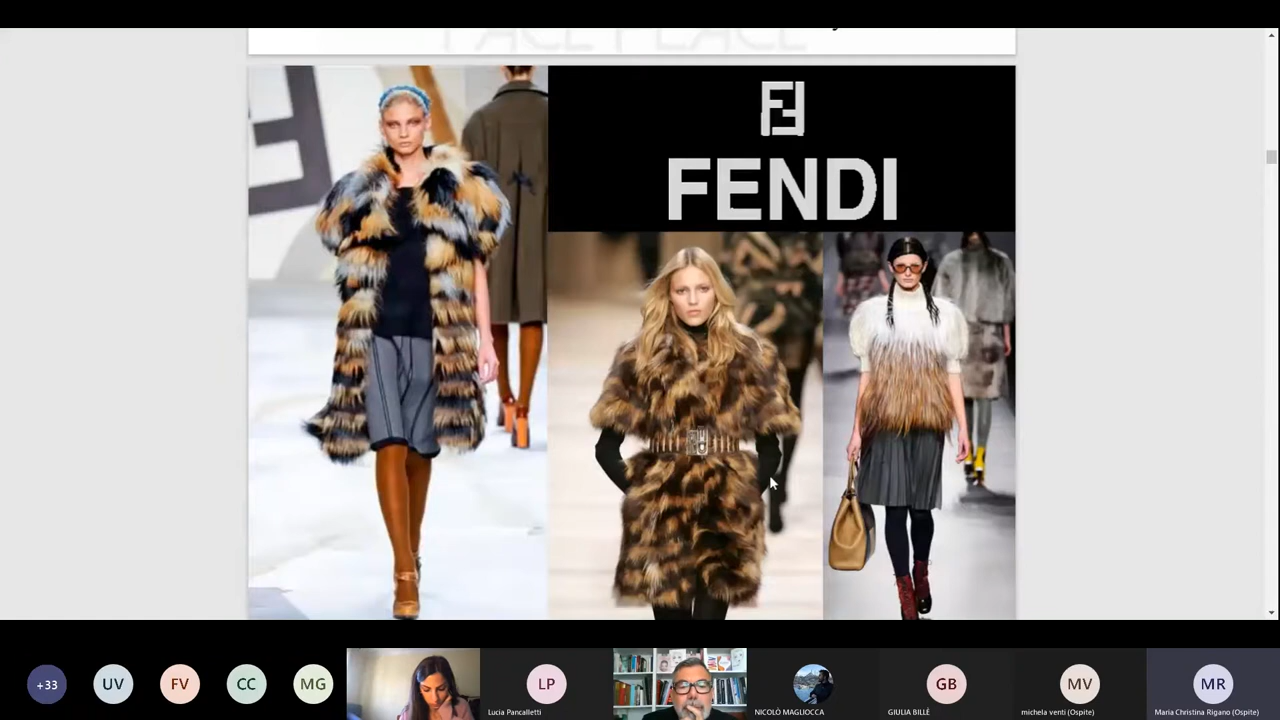 FENDI
+33
UV
FV
CC
MG
LP
Lucia Pancalletti
NICOLÒ MAGLIOCCA
GB
GIULIA BILLÈ
MV
michela venti (Ospite)
MR
Maria Christina Rigano (Ospite)